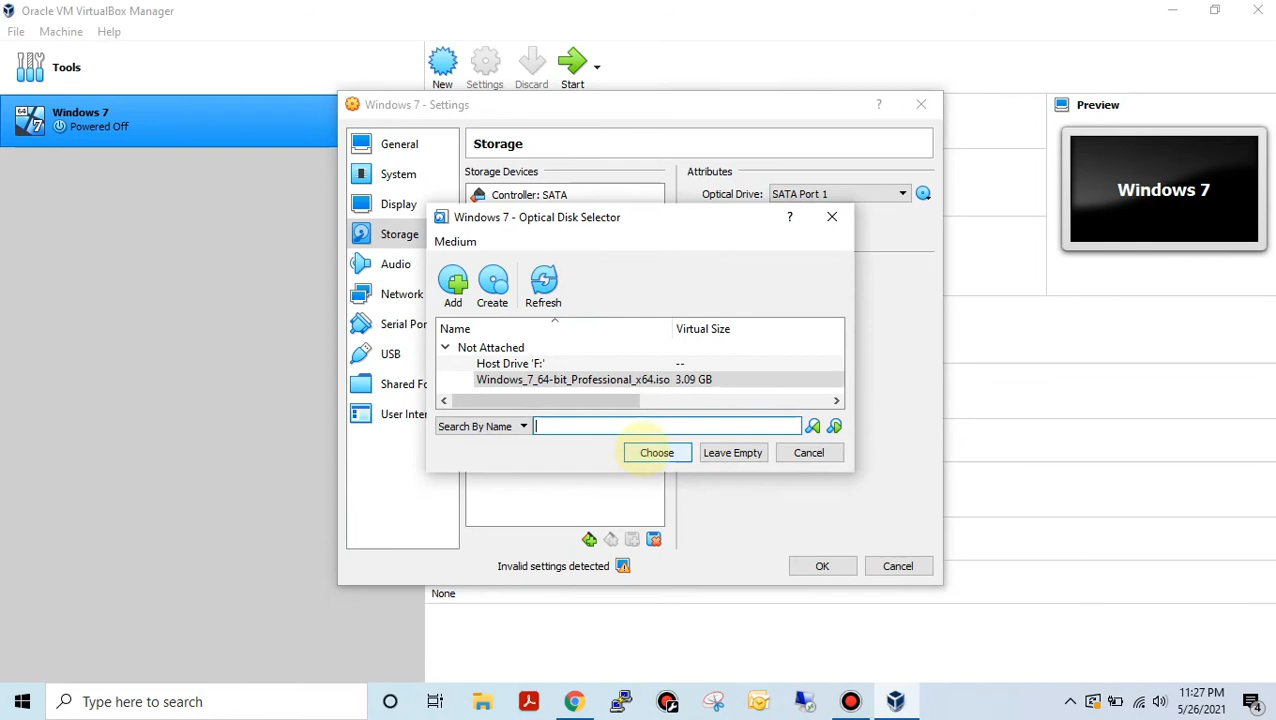 Oracle VM VirtualBox Manager
File Machine Help
Tools
New Settings Discard Start
64
7
Windows 7
Powered Off
Windows 7 - Settings
?
General
System
Display
Storage
Audio
Network
Serial Por
USB
Shared Fo
User Inter
Storage
Storage Devices
Controller: SATA
Attributes
Optical Drive: SATA Port 1
Preview
Windows 7
Windows 7 - Optical Disk Selector
?
Medium
Add Create Refresh
Name Virtual Size
Not Attached
Host Drive 'F:' --
Windows_7_64-bit_Professional_x64.iso 3.09 GB
Search By Name
Choose Leave Empty Cancel
Invalid settings detected
OK Cancel
None
Type here to search
11:27 PM
5/26/2021
4